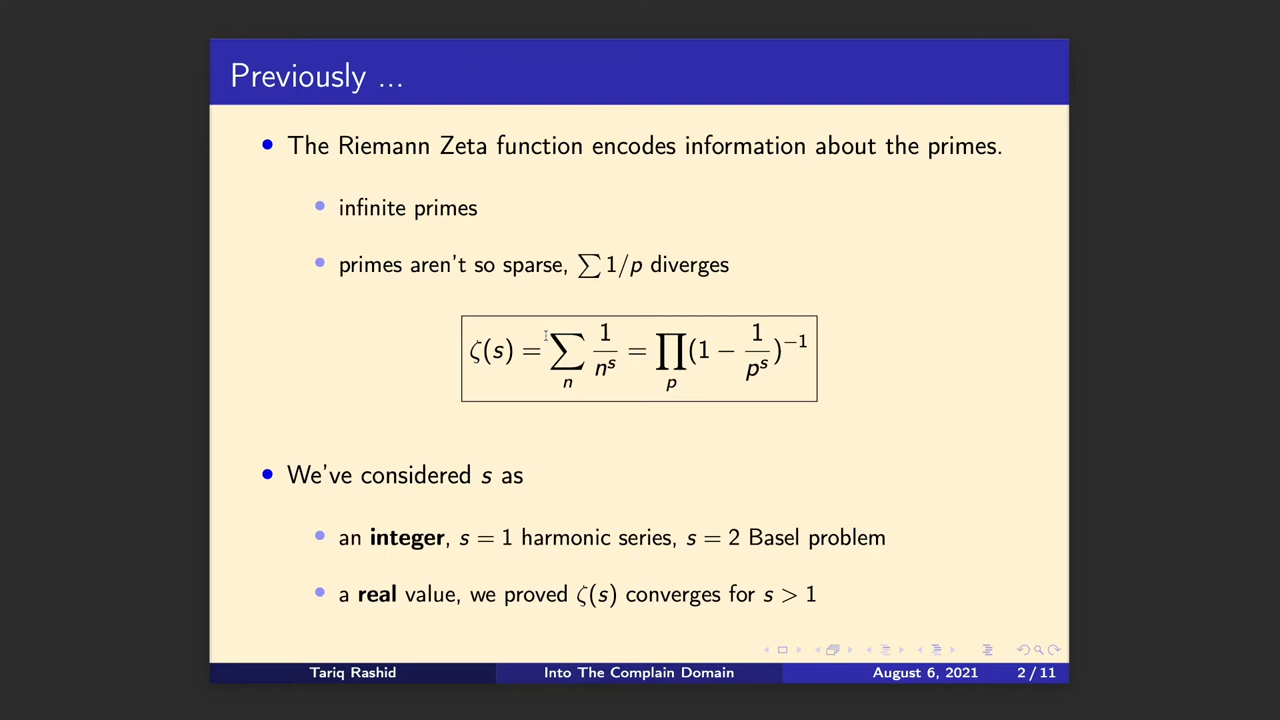 Previously ...
• The Riemann Zeta function encodes information about the primes.
• infinite primes
• primes aren't so sparse, ∑ 1/p diverges
ζ(s) = ∑_n 1/n^s = ∏_p (1 − 1/p^s)^−1
• We've considered s as
• an integer, s = 1 harmonic series, s = 2 Basel problem
• a real value, we proved ζ(s) converges for s > 1
Tariq Rashid Into The Complain Domain August 6, 2021 2 / 11